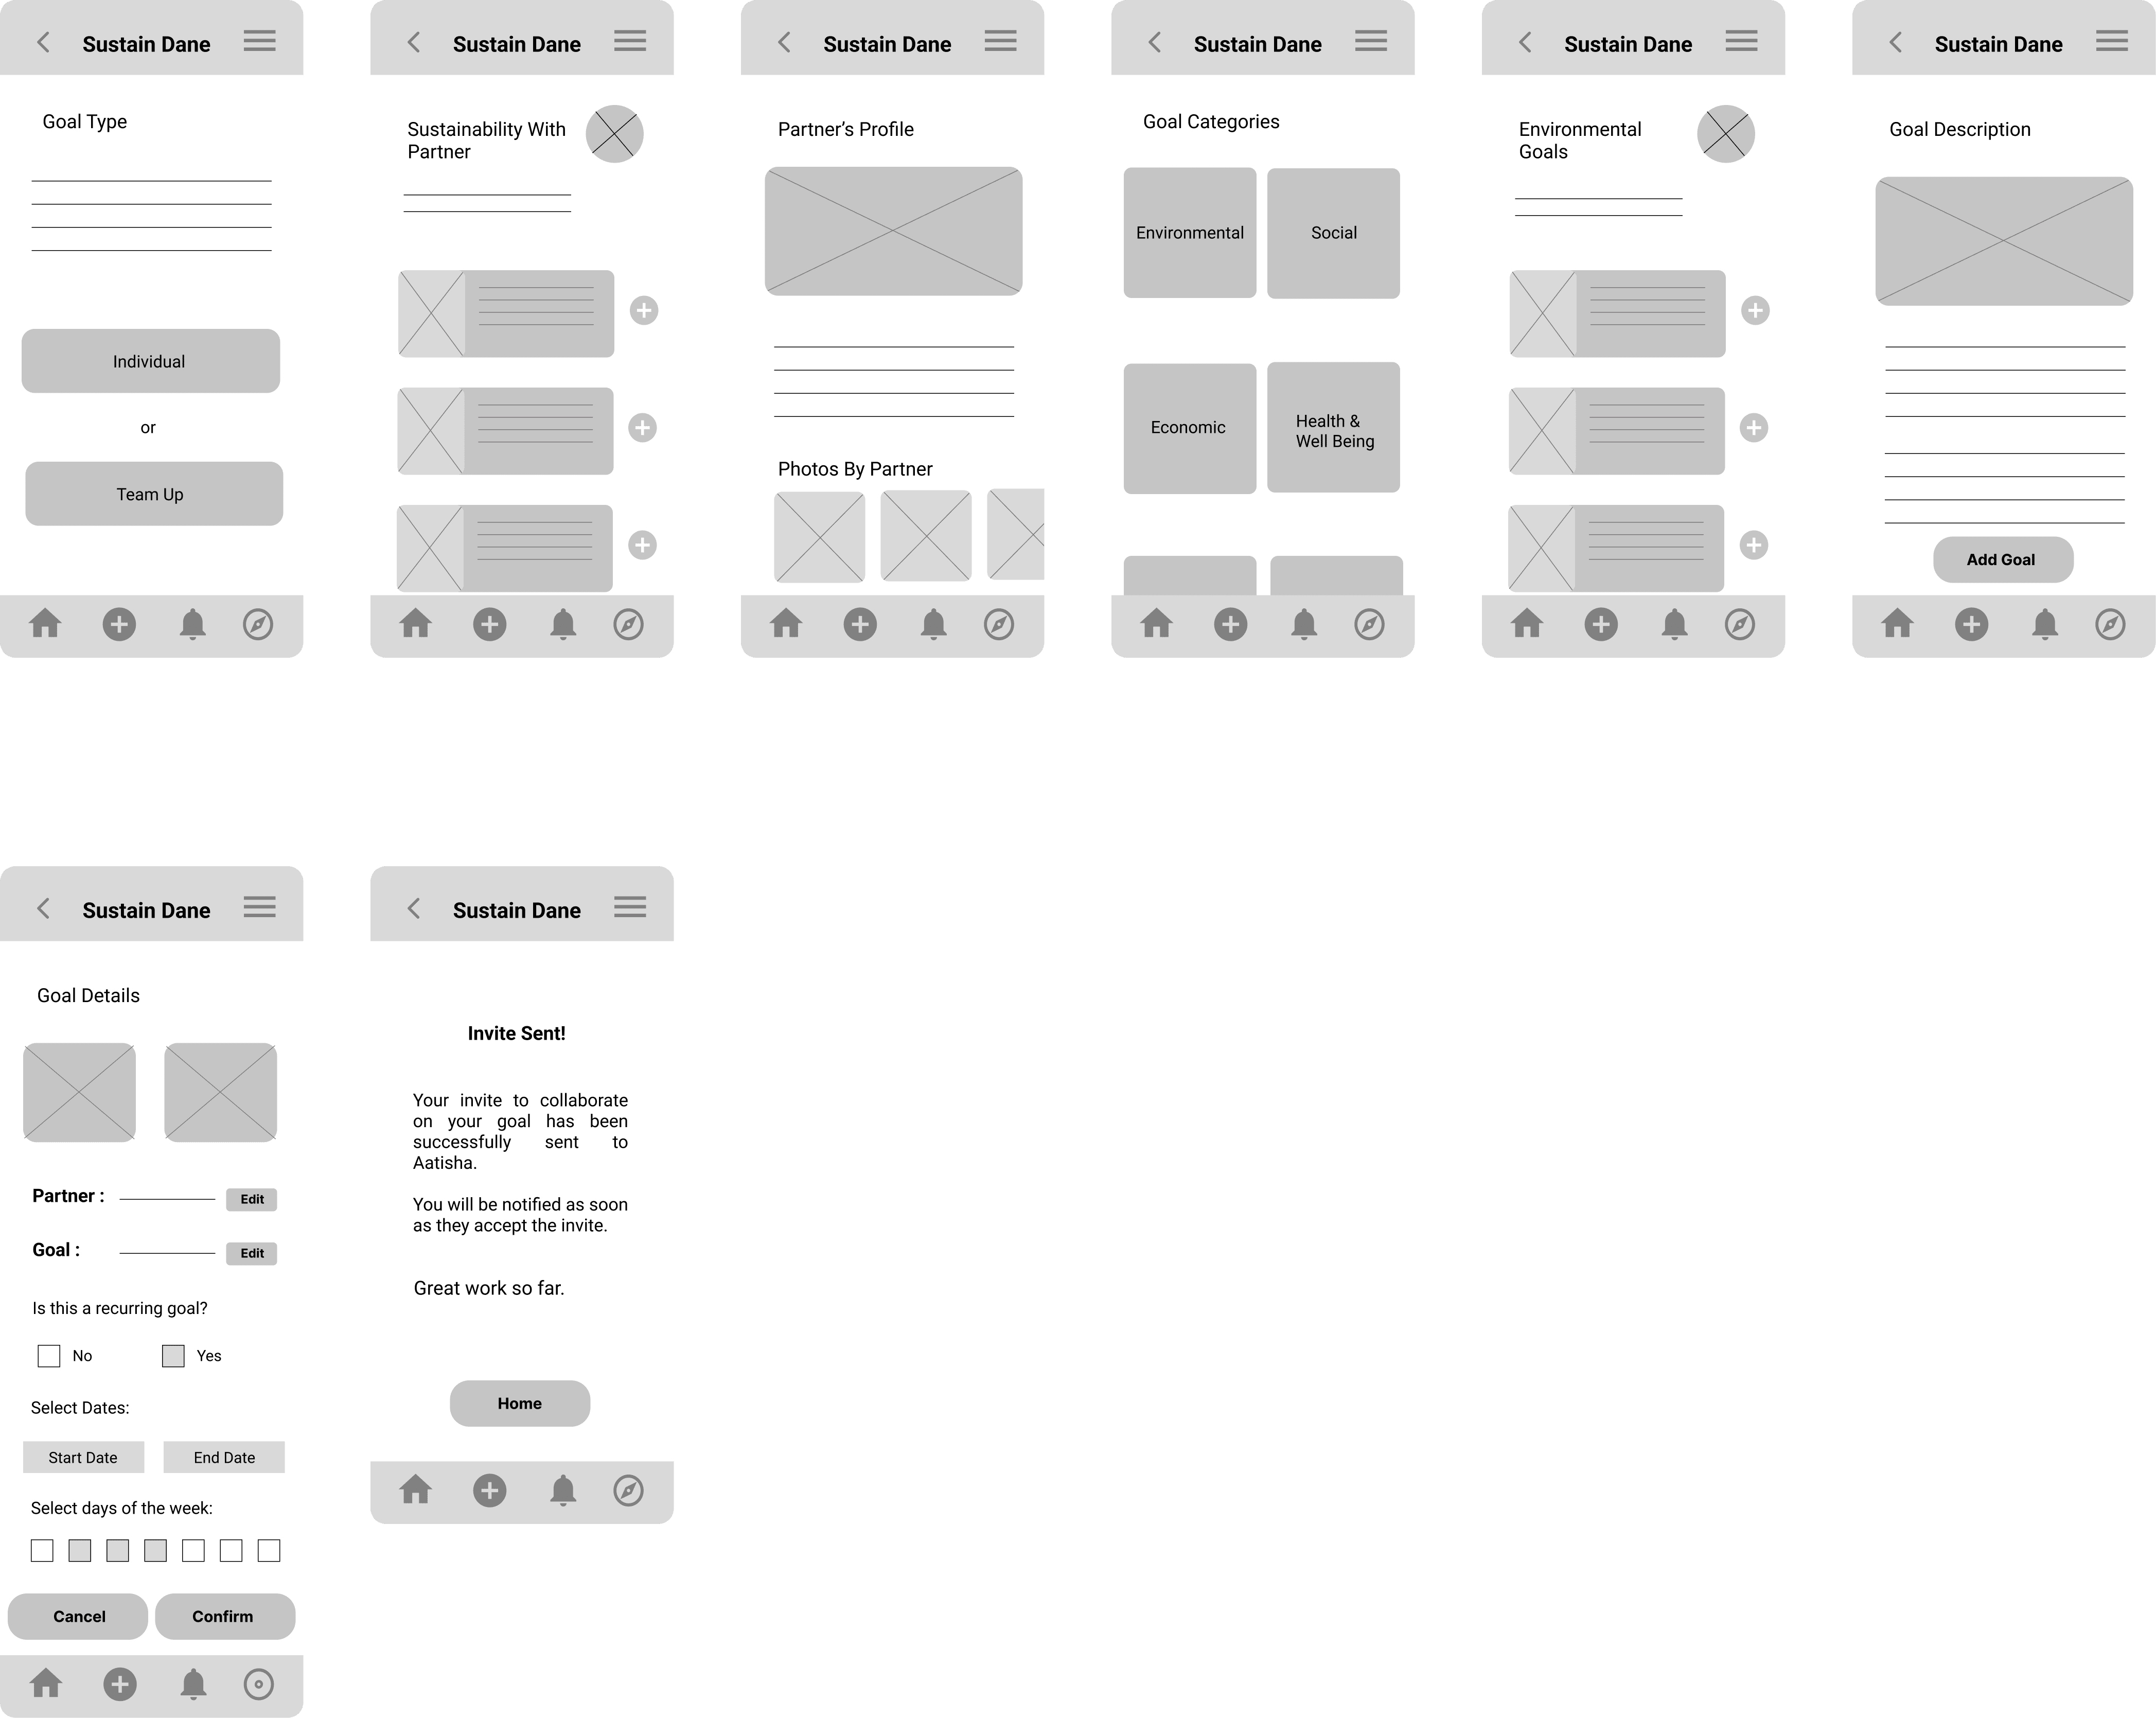 Sustain Dane
Goal Type
Individual
or
Team Up
Sustain Dane
Sustainability With
Partner
Sustain Dane
Partner’s Profile
Photos By Partner
Sustain Dane
Goal Categories
Environmental
Social
Economic
Health &
Well Being
Sustain Dane
Environmental
Goals
Sustain Dane
Goal Description
Add Goal
Sustain Dane
Goal Details
Partner :
Edit
Goal :
Edit
Is this a recurring goal?
No
Yes
Select Dates:
Start Date
End Date
Select days of the week:
Cancel
Confirm
Sustain Dane
Invite Sent!
Your invite to collaborate
on your goal has been
successfully sent to
Aatisha.
You will be notified as soon
as they accept the invite.
Great work so far.
Home